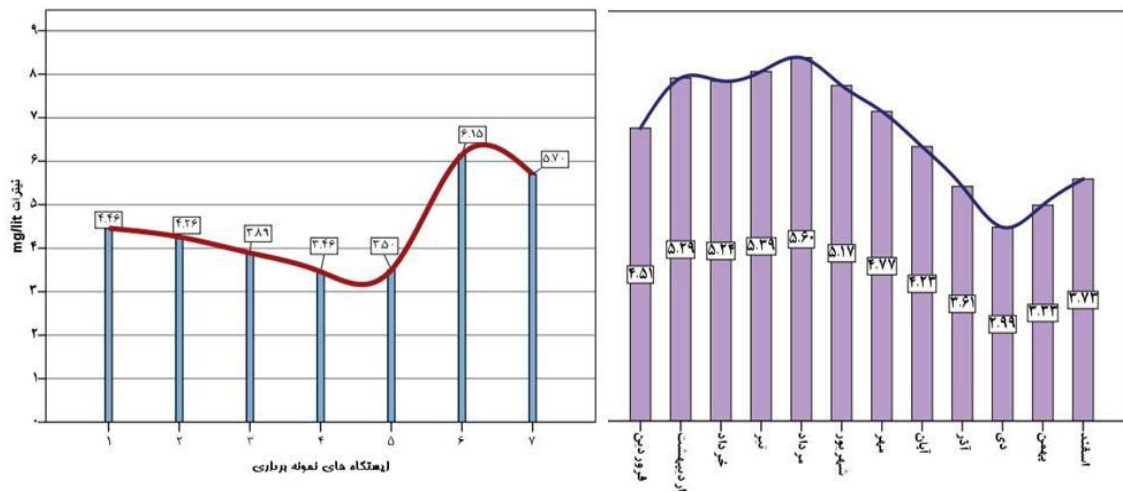 نیترات mg/lit
۹
۸
۷
۶
۵
۴
۳
۲
۱
۰
۴.۴۶
۴.۲۶
۳.۸۹
۳.۴۶
۳.۵۰
۶.۱۵
۵.۷۰
۱ ۲ ۳ ۴ ۵ ۶ ۷
ایستگاه های نمونه برداری
۴.۵۱
۵.۲۹
۵.۲۴
۵.۳۹
۵.۶۰
۵.۱۷
۴.۷۷
۴.۲۳
۳.۶۱
۲.۹۹
۳.۳۳
۳.۷۳
فروردین
اردیبهشت
خرداد
تیر
مرداد
شهریور
مهر
آبان
آذر
دی
بهمن
اسفند